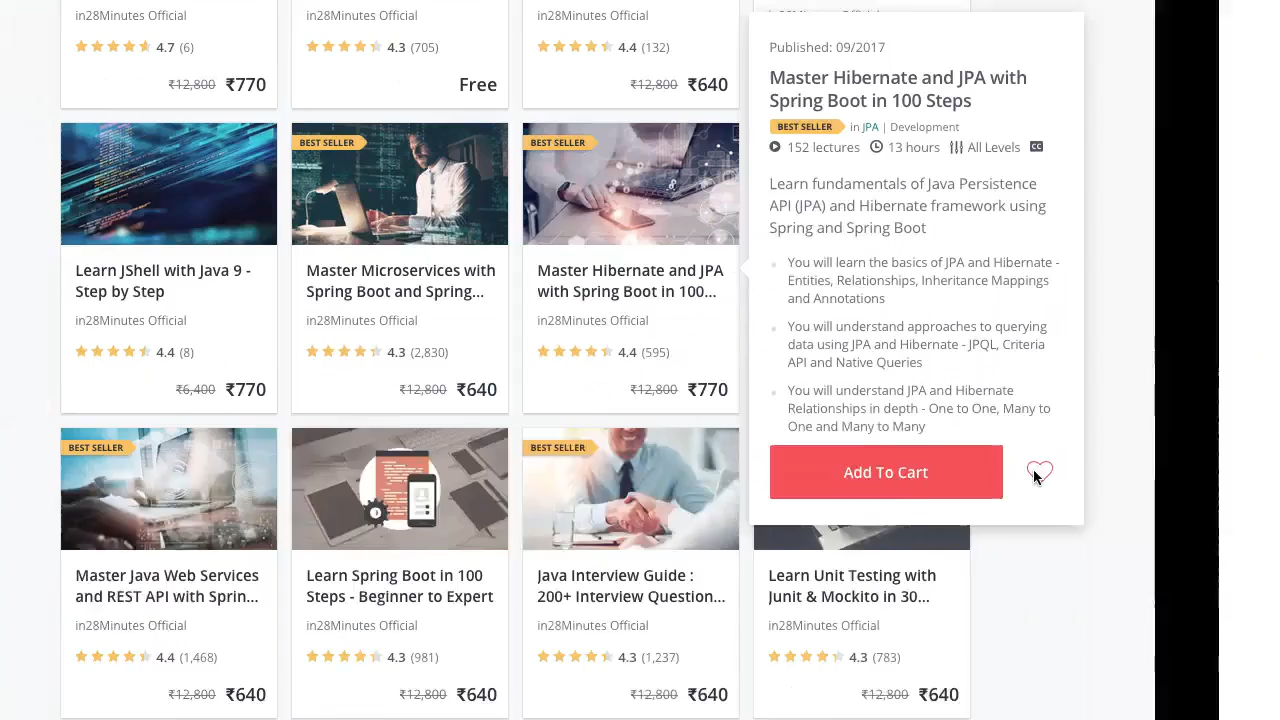 in28Minutes Official
4.7 (6)
₹12,800 ₹770
in28Minutes Official
4.3 (705)
Free
in28Minutes Official
4.4 (132)
₹12,800 ₹640
Learn JShell with Java 9 -
Step by Step
in28Minutes Official
4.4 (8)
₹6,400 ₹770
BEST SELLER
Master Microservices with
Spring Boot and Spring...
in28Minutes Official
4.3 (2,830)
₹12,800 ₹640
BEST SELLER
Master Hibernate and JPA
with Spring Boot in 100...
in28Minutes Official
4.4 (595)
₹12,800 ₹770
Published: 09/2017
Master Hibernate and JPA with
Spring Boot in 100 Steps
BEST SELLER in JPA | Development
152 lectures 13 hours All Levels CC
Learn fundamentals of Java Persistence
API (JPA) and Hibernate framework using
Spring and Spring Boot
You will learn the basics of JPA and Hibernate -
Entities, Relationships, Inheritance Mappings
and Annotations
You will understand approaches to querying
data using JPA and Hibernate - JPQL, Criteria
API and Native Queries
You will understand JPA and Hibernate
Relationships in depth - One to One, Many to
One and Many to Many
Add To Cart
BEST SELLER
Master Java Web Services
and REST API with Sprin...
in28Minutes Official
4.4 (1,468)
₹12,800 ₹640
Learn Spring Boot in 100
Steps - Beginner to Expert
in28Minutes Official
4.3 (981)
₹12,800 ₹640
BEST SELLER
Java Interview Guide :
200+ Interview Question...
in28Minutes Official
4.3 (1,237)
₹12,800 ₹640
Learn Unit Testing with
Junit & Mockito in 30...
in28Minutes Official
4.3 (783)
₹12,800 ₹640